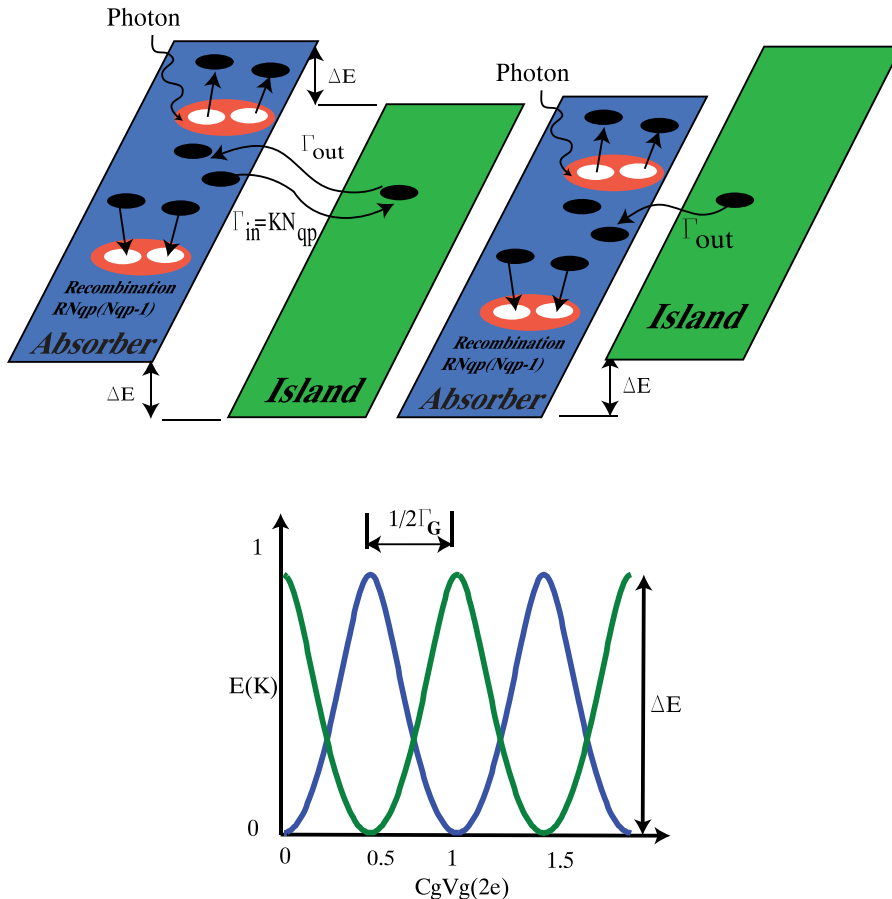 Photon
ΔE
Γout
Γin=KNqp
Recombination
RNqp(Nqp-1)
Absorber
ΔE
Island
Photon
Γout
Recombination
RNqp(Nqp-1)
Absorber
Island
ΔE
1/2ΓG
1
E(K)
ΔE
0
0 0.5 1 1.5
CgVg(2e)